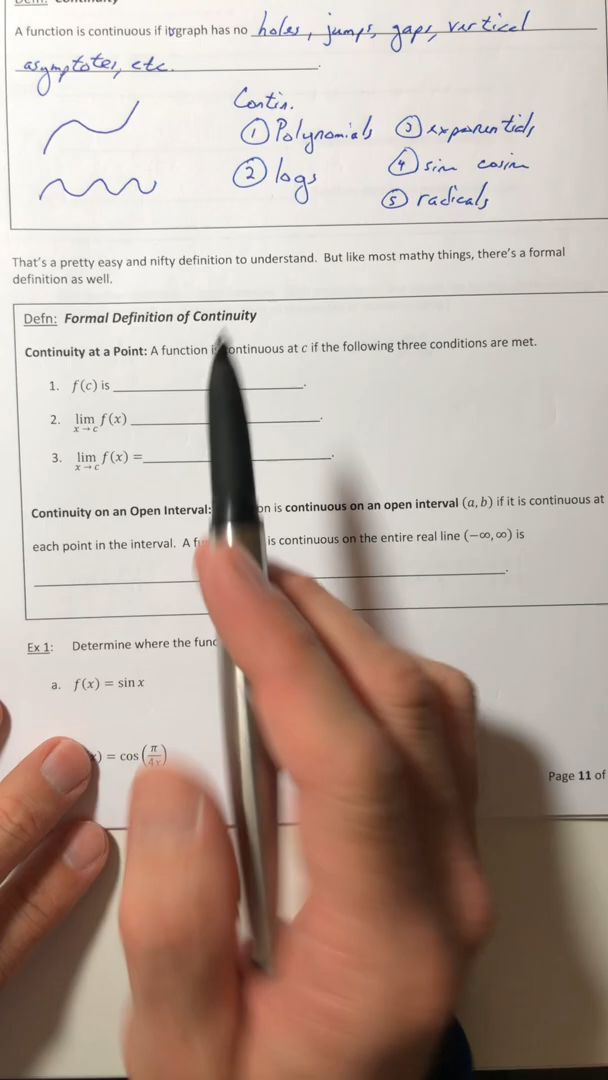 A function is continuous if its graph has no holes, jumps, gaps, vertical
asymptotes, etc.
Contin.
① Polynomials ③ exponentials
② logs ④ sin cosin
⑤ radicals
That's a pretty easy and nifty definition to understand. But like most mathy things, there's a formal
definition as well.
Defn: Formal Definition of Continuity
Continuity at a Point: A function continuous at c if the following three conditions are met.
1. f(c) is .
2. lim x→c f(x) .
3. lim x→c f(x) = .
Continuity on an Open Interval: is continuous on an open interval (a, b) if it is continuous at
each point in the interval. A is continuous on the entire real line (−∞, ∞) is
.
Ex 1: Determine where the
a. f(x) = sin x
= cos (π/4x)
Page 11 of